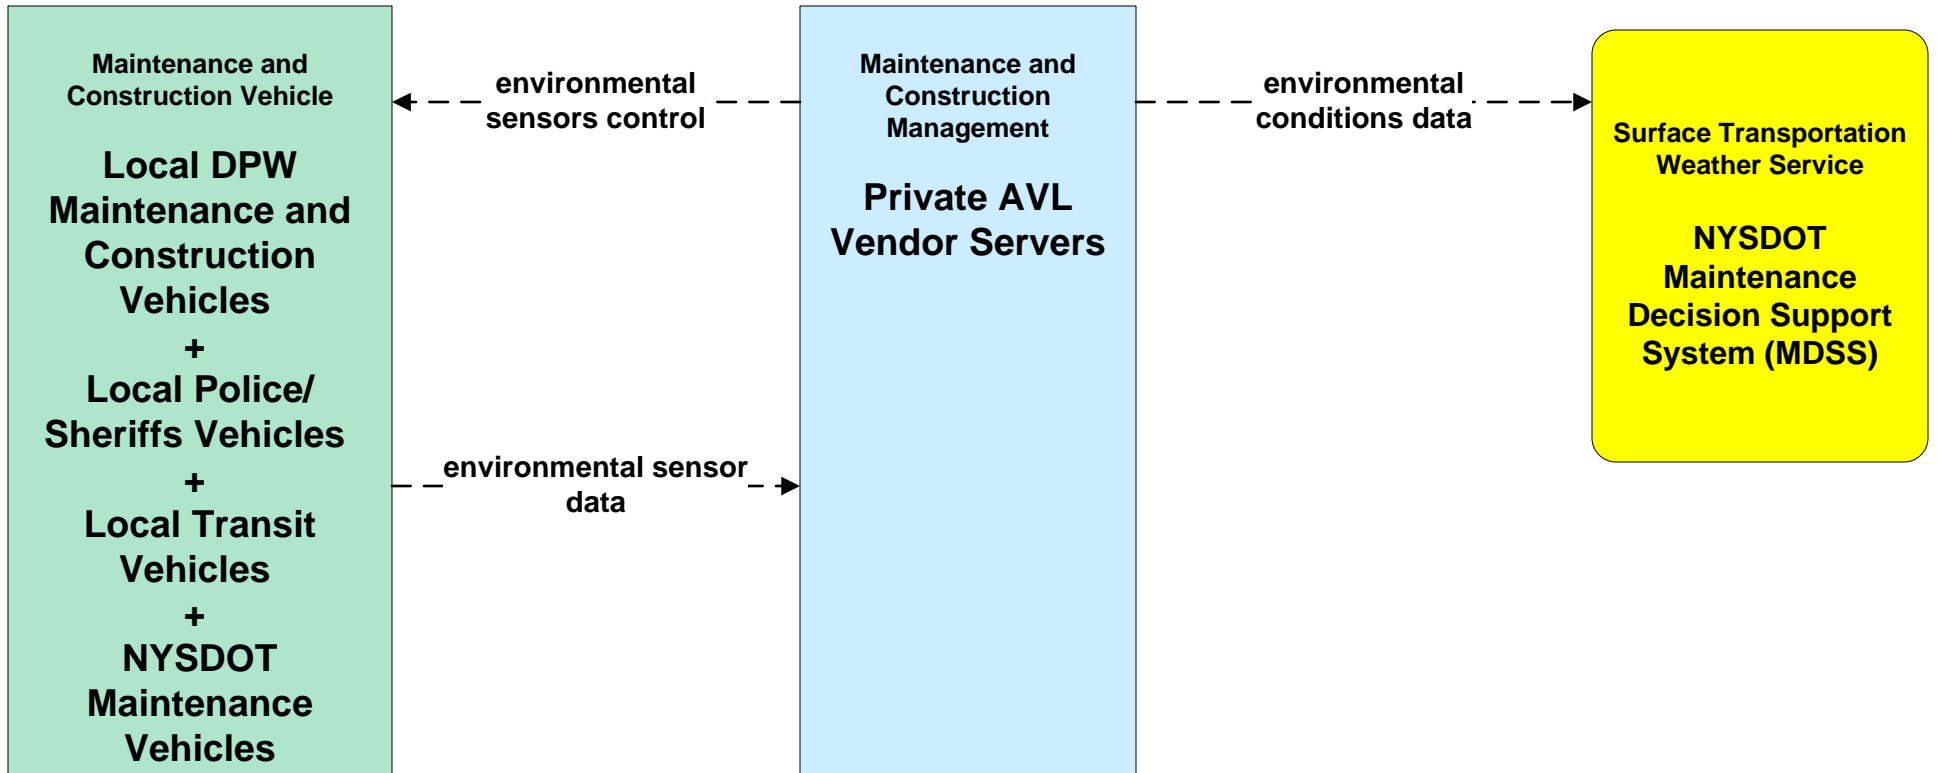 Maintenance and
Construction Vehicle
Local DPW
Maintenance and
Construction
Vehicles
+
Local Police/
Sheriffs Vehicles
+
Local Transit
Vehicles
+
NYSDOT
Maintenance
Vehicles
environmental
sensors control
environmental sensor
data
Maintenance and
Construction
Management
Private AVL
Vendor Servers
environmental
conditions data
Surface Transportation
Weather Service
NYSDOT
Maintenance
Decision Support
System (MDSS)